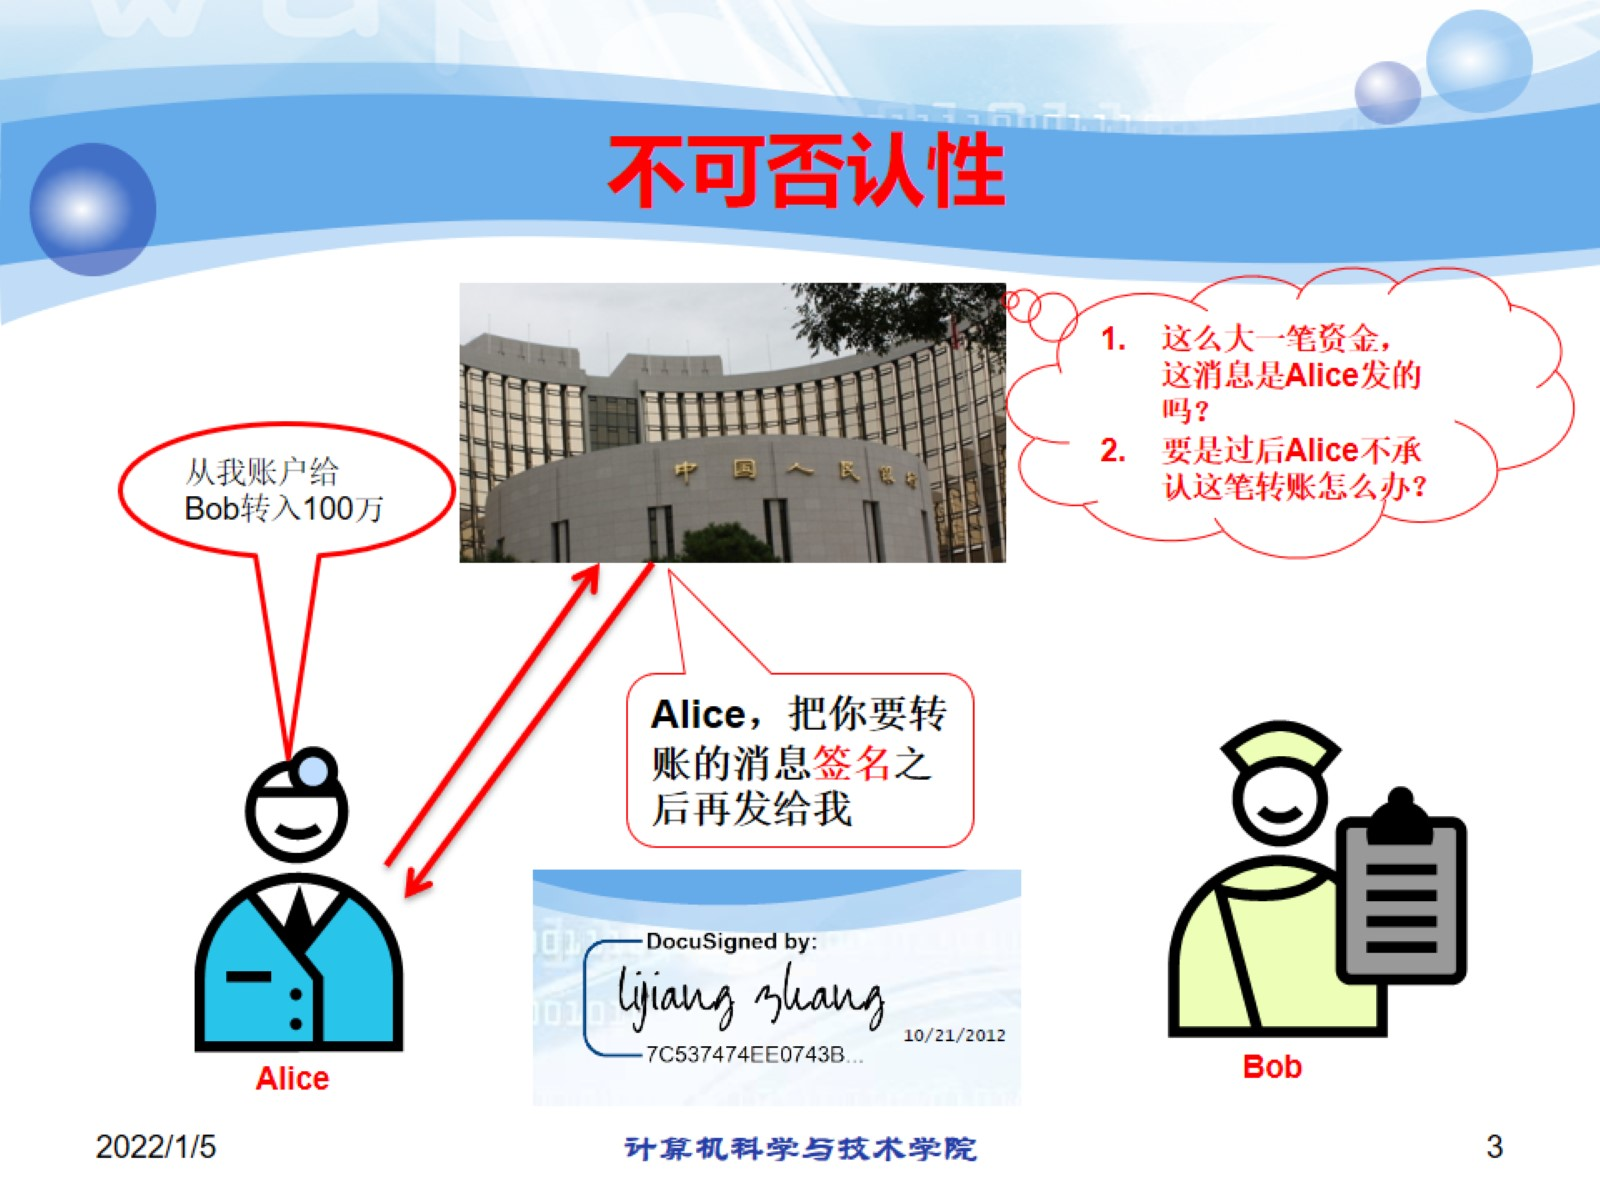 不可否认性
1. 这么大一笔资金，
这消息是Alice发的
吗？
2. 要是过后Alice不承
认这笔转账怎么办？
从我账户给
Bob转入100万
中国人民银行
Alice，把你要转
账的消息签名之
后再发给我
DocuSigned by:
lijiang zhang
10/21/2012
7C537474EE0743B...
Alice
Bob
2022/1/5
计算机科学与技术学院
3